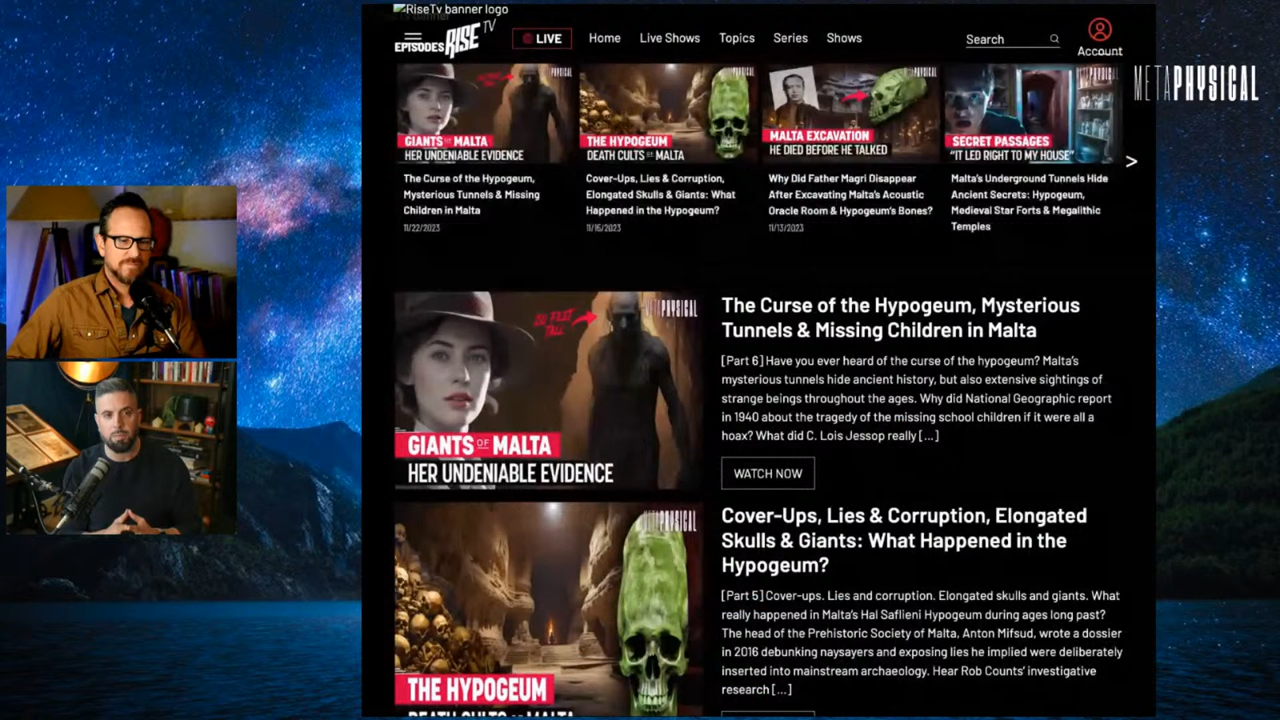 RiseTv banner logo
EPISODES RISE TV
LIVE
Home
Live Shows
Topics
Series
Shows
Search
Account
METAPHYSICAL
GIANTS OF MALTA
HER UNDENIABLE EVIDENCE
THE HYPOGEUM
DEATH CULTS OF MALTA
MALTA EXCAVATION
HE DIED BEFORE HE TALKED
SECRET PASSAGES
"IT LED RIGHT TO MY HOUSE"
>
The Curse of the Hypogeum,
Mysterious Tunnels & Missing
Children in Malta
11/22/2023
Cover-Ups, Lies & Corruption,
Elongated Skulls & Giants: What
Happened in the Hypogeum?
11/16/2023
Why Did Father Magri Disappear
After Excavating Malta's Acoustic
Oracle Room & Hypogeum's Bones?
11/13/2023
Malta's Underground Tunnels Hide
Ancient Secrets: Hypogeum,
Medieval Star Forts & Megalithic
Temples
20 FEET
TALL
METAPHYSICAL
GIANTS OF MALTA
HER UNDENIABLE EVIDENCE
The Curse of the Hypogeum, Mysterious
Tunnels & Missing Children in Malta
[Part 6] Have you ever heard of the curse of the hypogeum? Malta's
mysterious tunnels hide ancient history, but also extensive sightings of
strange beings throughout the ages. Why did National Geographic report
in 1940 about the tragedy of the missing school children if it were all a
hoax? What did C. Lois Jessop really [...]
WATCH NOW
METAPHYSICAL
THE HYPOGEUM
DEATH CULTS OF MALTA
Cover-Ups, Lies & Corruption, Elongated
Skulls & Giants: What Happened in the
Hypogeum?
[Part 5] Cover-ups. Lies and corruption. Elongated skulls and giants. What
really happened in Malta's Hal Saflieni Hypogeum during ages long past?
The head of the Prehistoric Society of Malta, Anton Mifsud, wrote a dossier
in 2016 debunking naysayers and exposing lies he implied were deliberately
inserted into mainstream archaeology. Hear Rob Counts' investigative
research [...]